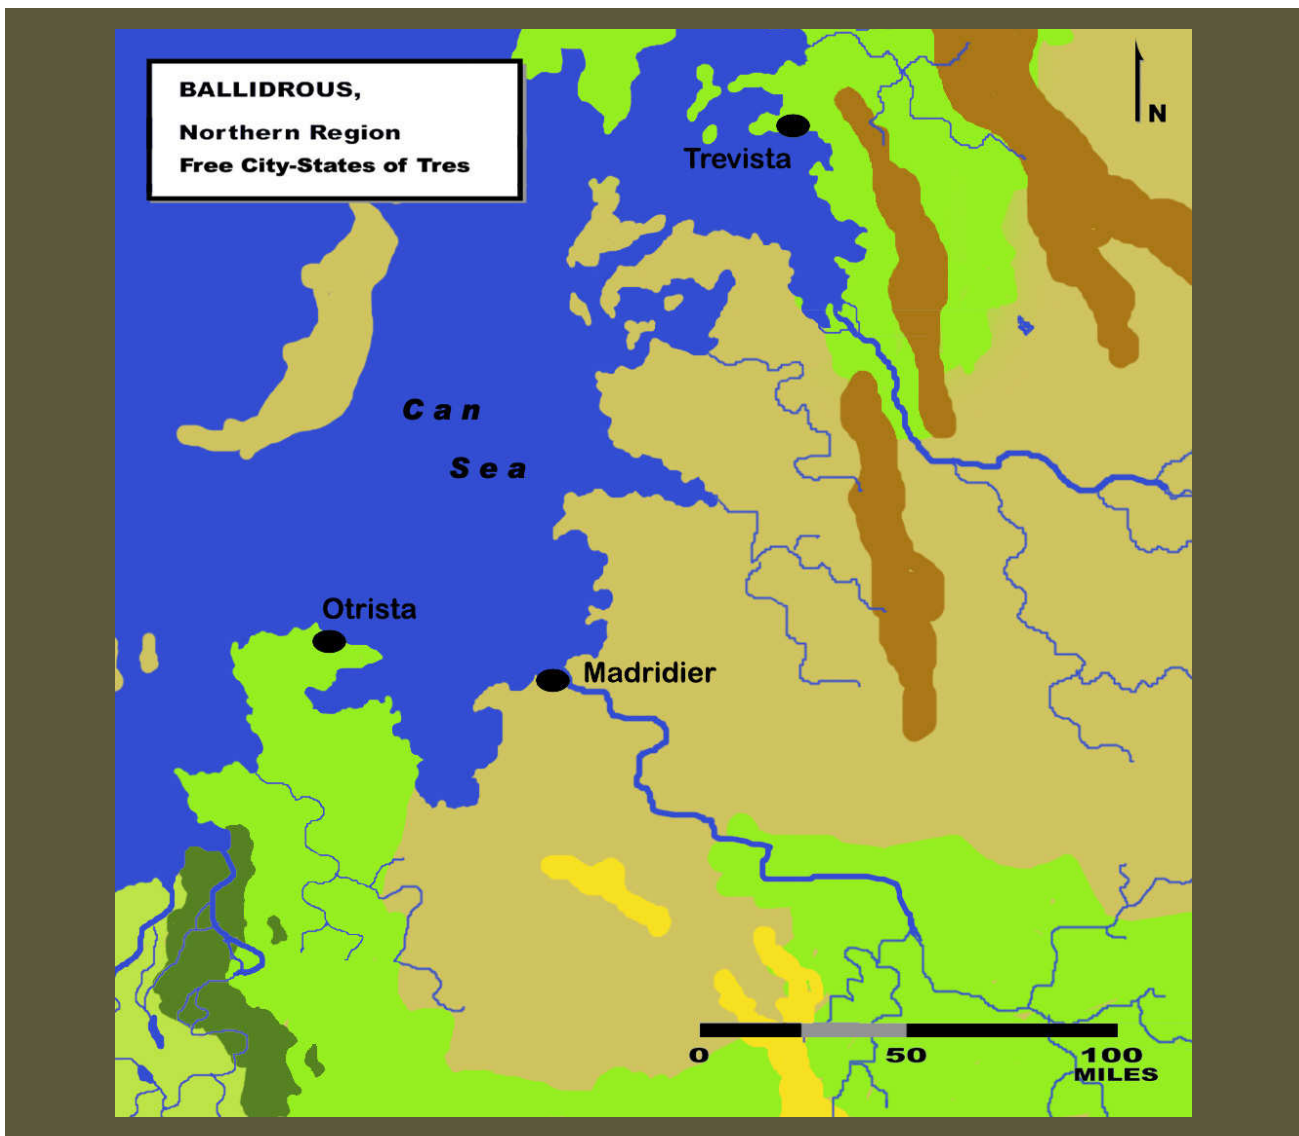 BALLIDROUS,
Northern Region
Free City-States of Tres
N
Trevista
Can
Sea
Otrista
Madridier
0 50 100
MILES